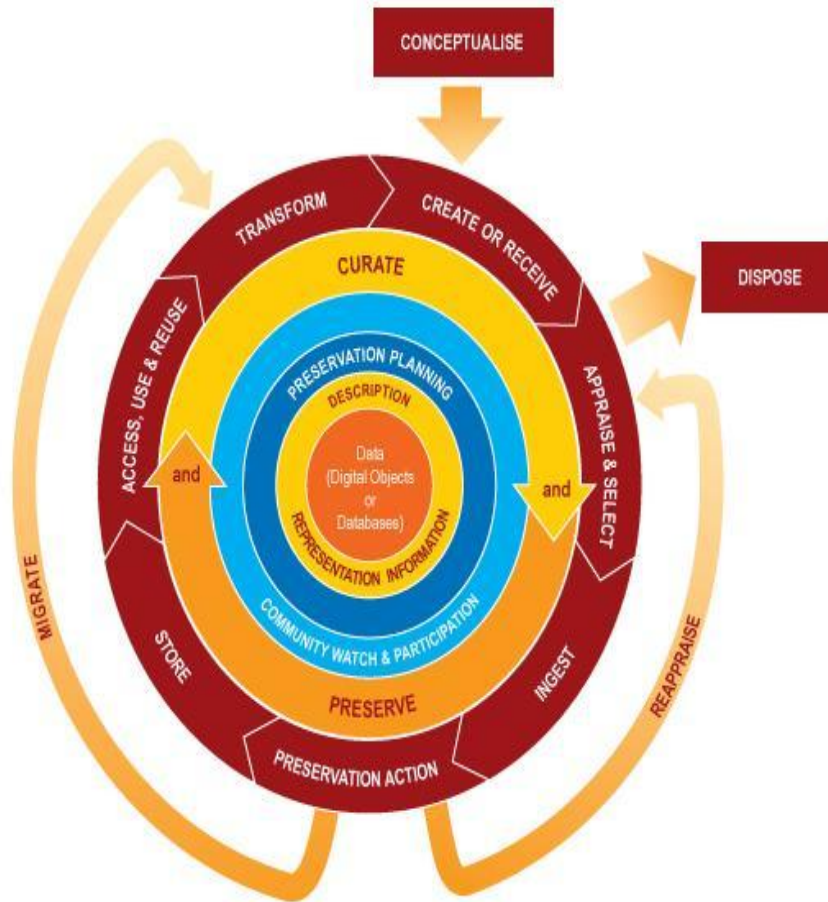 CONCEPTUALISE
TRANSFORM
CREATE OR RECEIVE
DISPOSE
CURATE
ACCESS, USE & REUSE
APPRAISE & SELECT
PRESERVATION PLANNING
DESCRIPTION
Data
(Digital Objects
or
Databases)
and
and
REPRESENTATION INFORMATION
COMMUNITY WATCH & PARTICIPATION
MIGRATE
STORE
INGEST
REAPPRAISE
PRESERVE
PRESERVATION ACTION